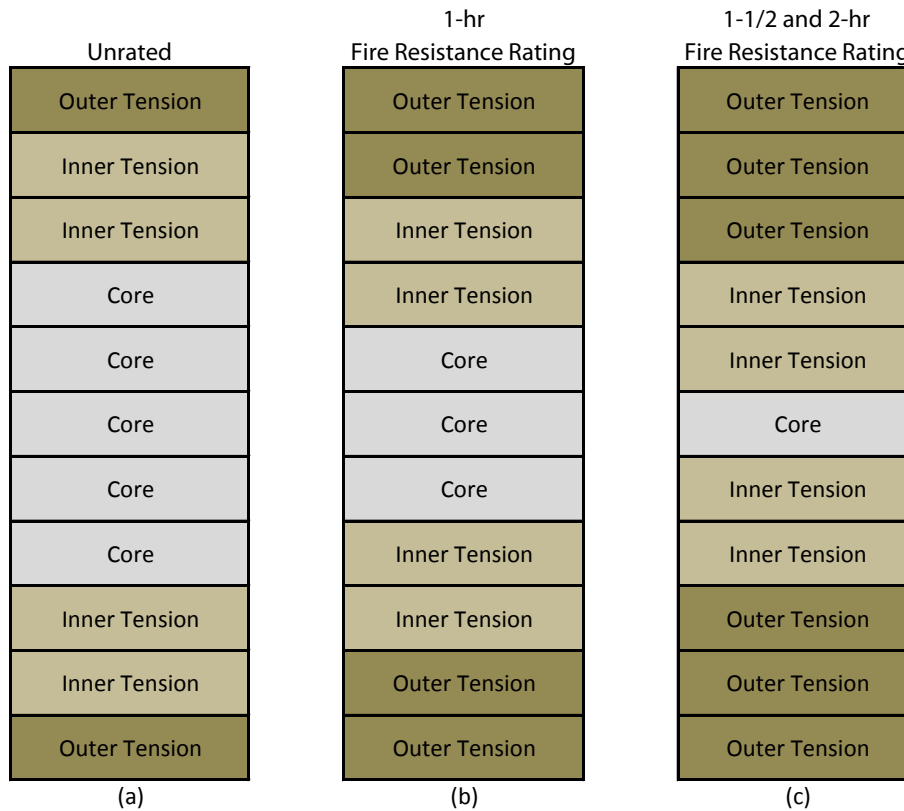 Unrated
Outer Tension
Inner Tension
Inner Tension
Core
Core
Core
Core
Core
Inner Tension
Inner Tension
Outer Tension
(a)
1-hr
Fire Resistance Rating
Outer Tension
Outer Tension
Inner Tension
Inner Tension
Core
Core
Core
Inner Tension
Inner Tension
Outer Tension
Outer Tension
(b)
1-1/2 and 2-hr
Fire Resistance Rating
Outer Tension
Outer Tension
Outer Tension
Inner Tension
Inner Tension
Core
Inner Tension
Inner Tension
Outer Tension
Outer Tension
Outer Tension
(c)